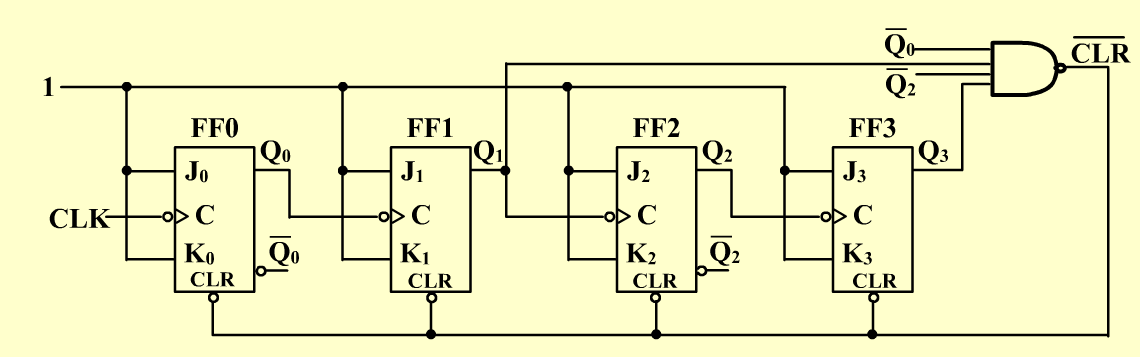 Q̅₀ C̅L̅R̅
Q̅₂
1
FF0 FF1 FF2 FF3
Q₀ Q₁ Q₂ Q₃
J₀ J₁ J₂ J₃
CLK C C C C
K₀ Q̅₀ K₁ K₂ Q̅₂ K₃
CLR CLR CLR CLR